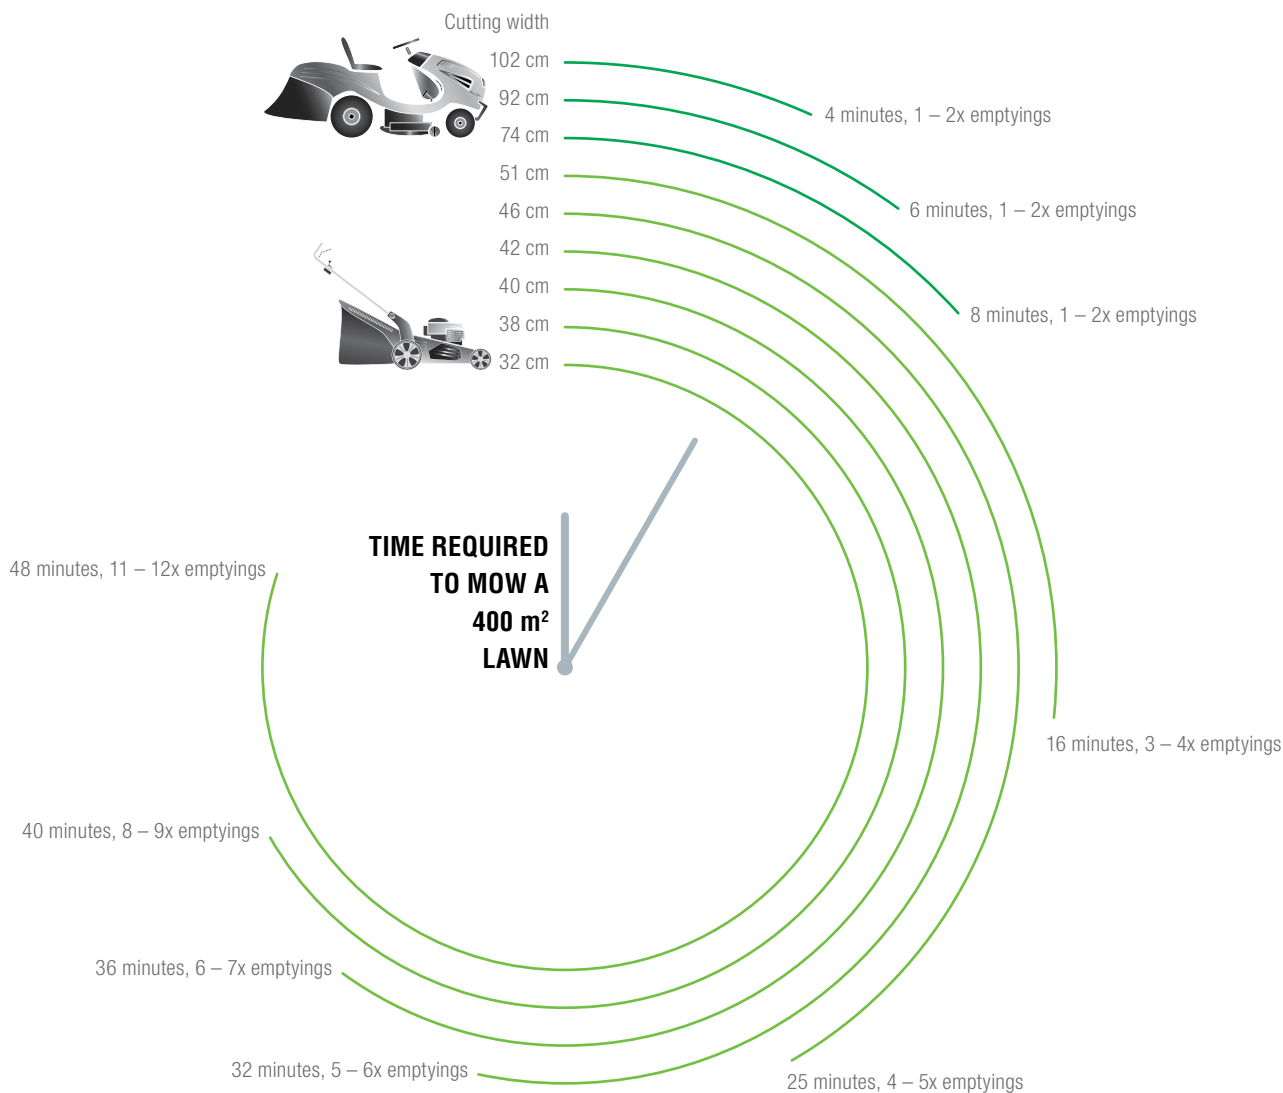 Cutting width
102 cm
92 cm
74 cm
51 cm
46 cm
42 cm
40 cm
38 cm
32 cm
4 minutes, 1 – 2x emptyings
6 minutes, 1 – 2x emptyings
8 minutes, 1 – 2x emptyings
TIME REQUIRED
TO MOW A
400 m²
LAWN
16 minutes, 3 – 4x emptyings
25 minutes, 4 – 5x emptyings
32 minutes, 5 – 6x emptyings
36 minutes, 6 – 7x emptyings
40 minutes, 8 – 9x emptyings
48 minutes, 11 – 12x emptyings